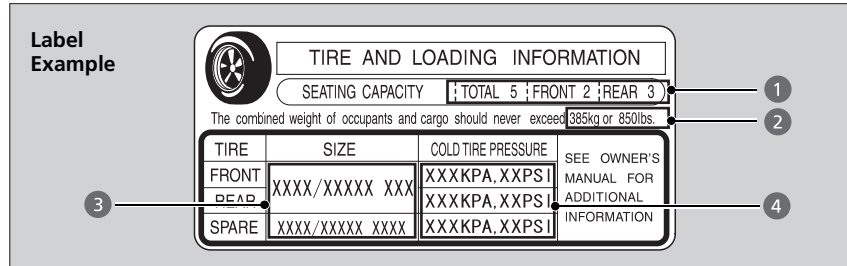 Label
Example
TIRE AND LOADING INFORMATION
SEATING CAPACITY TOTAL 5 FRONT 2 REAR 3
1
The combined weight of occupants and cargo should never exceed 385kg or 850lbs.
2
TIRE SIZE COLD TIRE PRESSURE
SEE OWNER'S
MANUAL FOR
ADDITIONAL
INFORMATION
FRONT XXXX/XXXXX XXX XXXKPA,XXPSI
3
REAR XXXKPA,XXPSI
4
SPARE XXXX/XXXXX XXXX XXXKPA,XXPSI